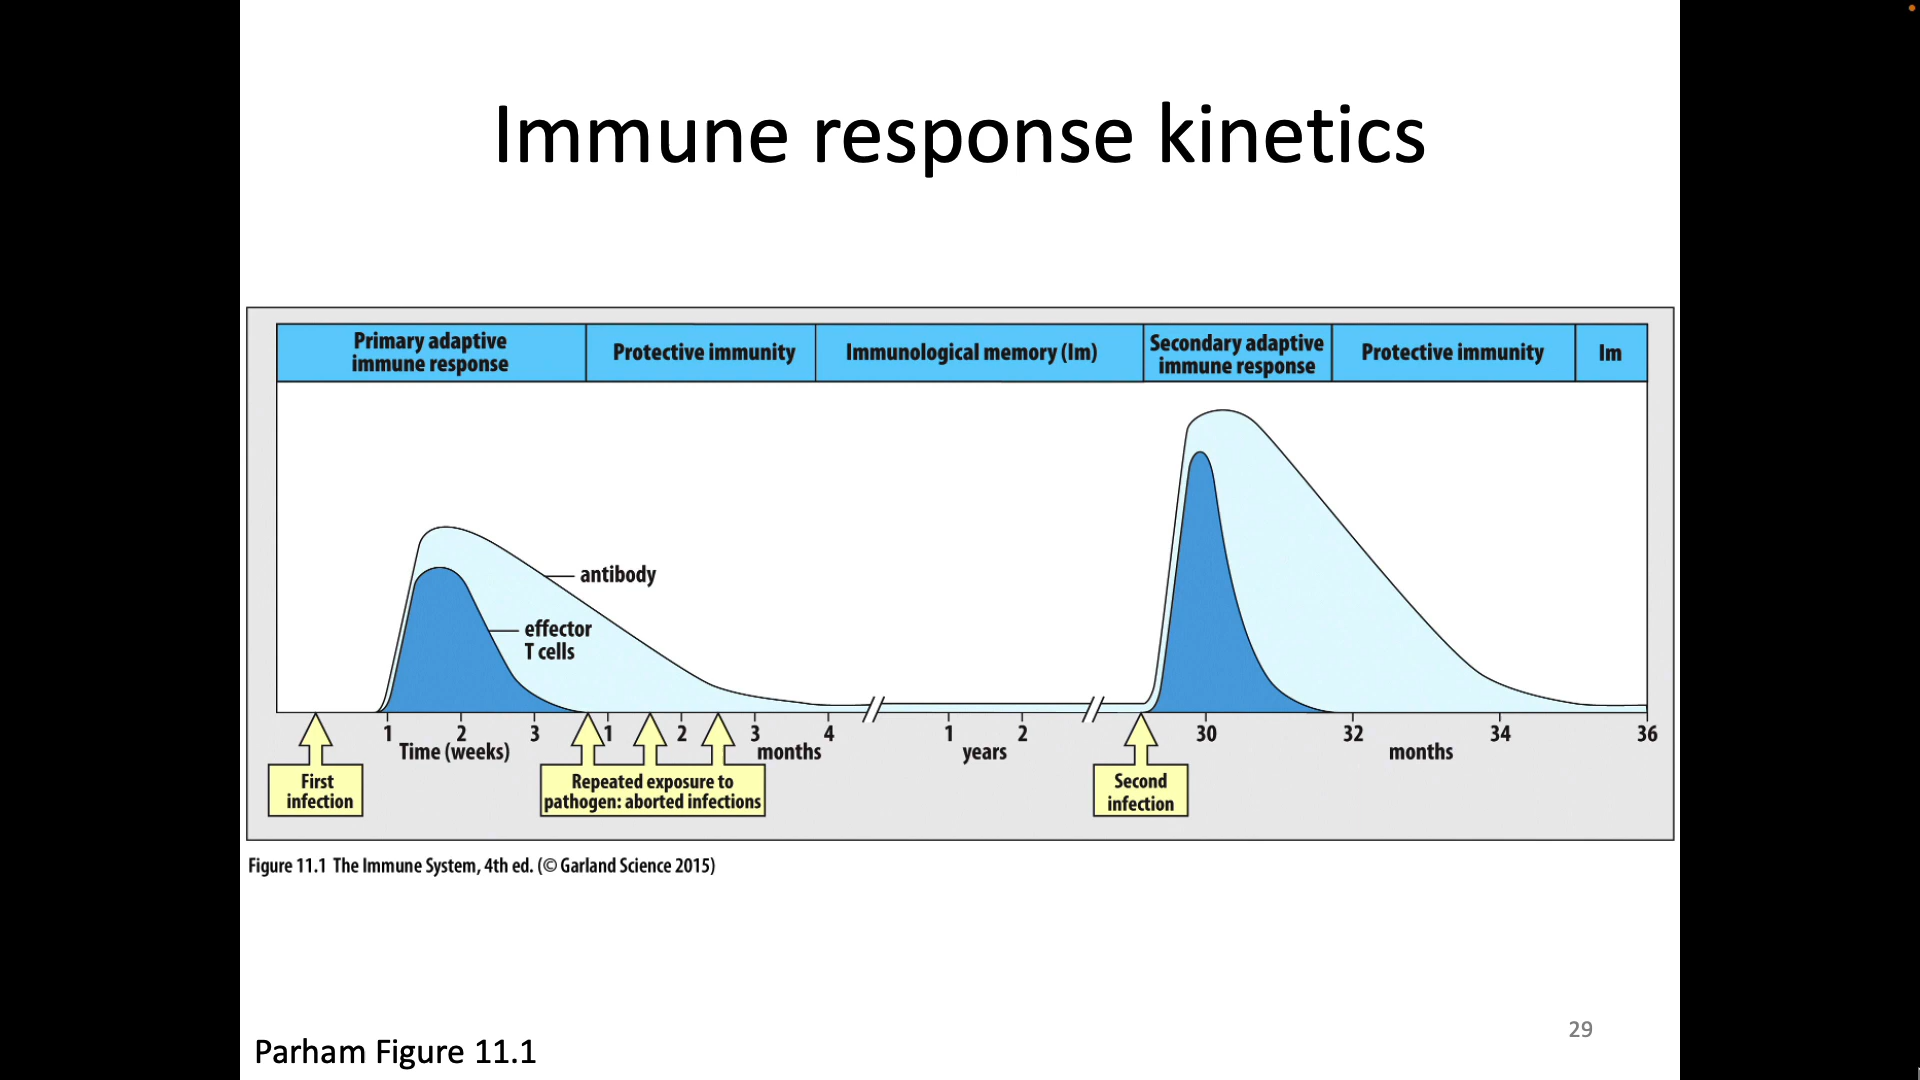 Immune response kinetics
Primary adaptive
immune response
Protective immunity
Immunological memory (Im)
Secondary adaptive
immune response
Protective immunity
Im
antibody
effector
T cells
1 2 3 1 2 3 4 1 2 30 32 34 36
Time (weeks) months years months
First
infection
Repeated exposure to
pathogen: aborted infections
Second
infection
Figure 11.1 The Immune System, 4th ed. (© Garland Science 2015)
29
Parham Figure 11.1